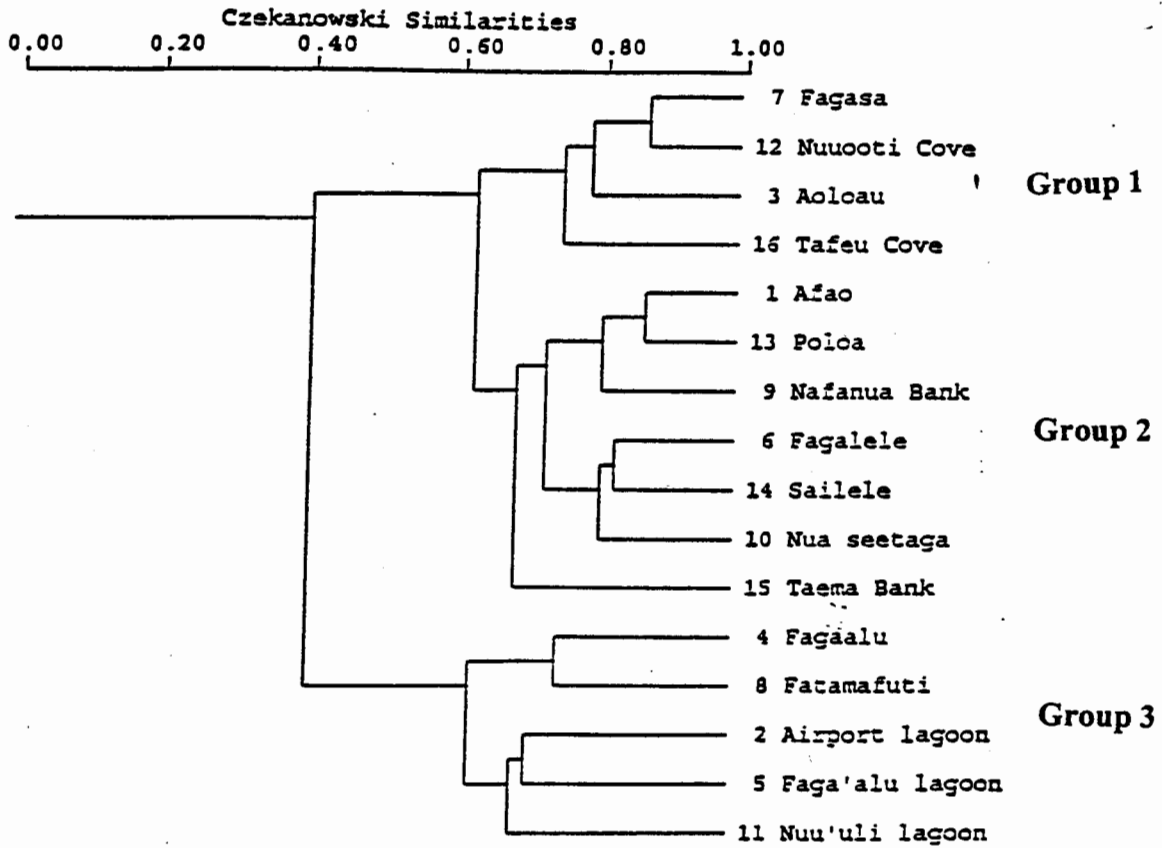 Czekanowski Similarities
0.00 0.20 0.40 0.60 0.80 1.00
7 Fagasa
12 Nuuooti Cove
3 Aoloau
Group 1
16 Tafeu Cove
1 Afao
13 Poloa
9 Nafanua Bank
Group 2
6 Fagalele
14 Sailele
10 Nua seetaga
15 Taema Bank
4 Fagaalu
8 Fatamafuti
Group 3
2 Airport lagoon
5 Faga'alu lagoon
11 Nuu'uli lagoon